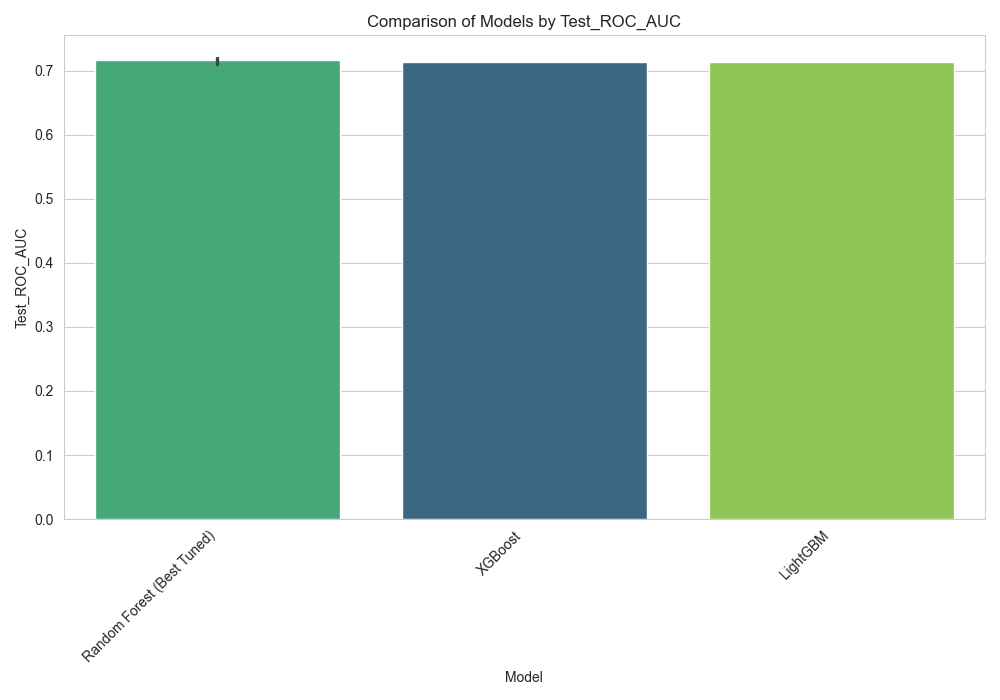 Comparison of Models by Test_ROC_AUC
Test_ROC_AUC
0.7
0.6
0.5
0.4
0.3
0.2
0.1
0.0
Random Forest (Best Tuned)
XGBoost
LightGBM
Model